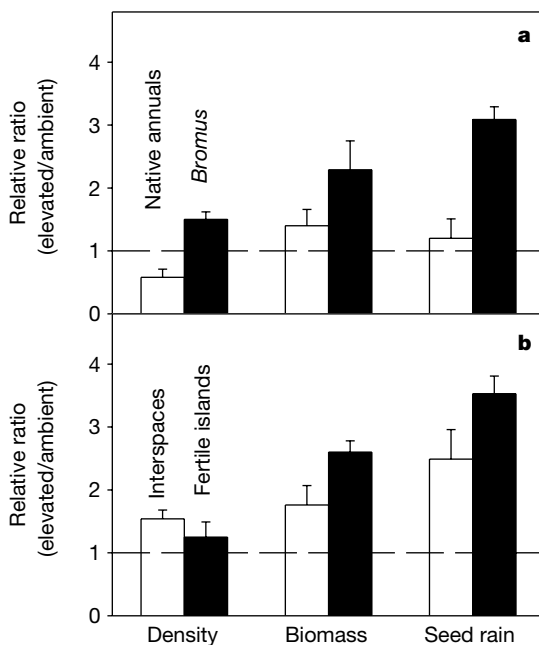 a
Relative ratio
(elevated/ambient)
4
3
2
1
0
Native annuals
Bromus
b
Relative ratio
(elevated/ambient)
4
3
2
1
0
Interspaces
Fertile islands
Density
Biomass
Seed rain